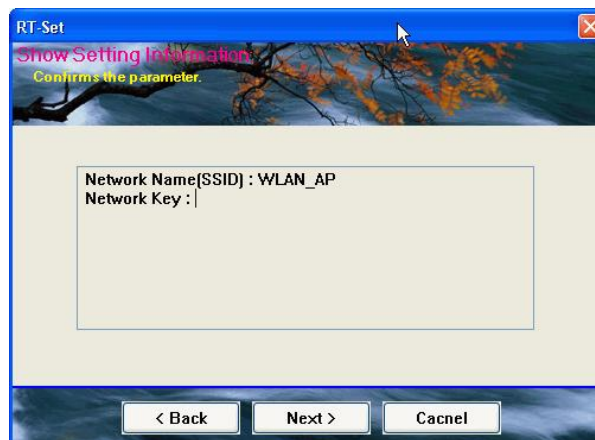 RT-Set
Show Setting Information
Confirms the parameter.
Network Name(SSID) : WLAN_AP
Network Key :
< Back
Next >
Cacnel